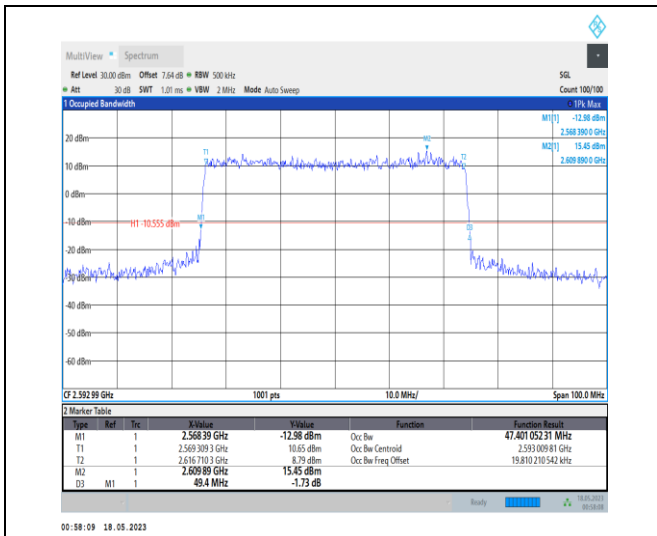 MultiView Spectrum
Ref Level 30.00 dBm Offset 7.64 dB RBW 500 kHz SGL
Att 30 dB SWT 1.01 ms VBW 2 MHz Mode Auto Sweep Count 100/100
1 Occupied Bandwidth 1Pk Max
M1[1] -12.98 dBm
2.568 390 0 GHz
M2[1] 15.45 dBm
2.609 890 0 GHz
20 dBm
M2
T1
T2
10 dBm
0 dBm
M1
-10 dBm
H1 -10.555 dBm
D3
-20 dBm
-30 dBm
-40 dBm
-50 dBm
-60 dBm
CF 2.592 99 GHz 1001 pts 10.0 MHz/ Span 100.0 MHz
2 Marker Table
Type Ref Trc X-Value Y-Value Function Function Result
M1 1 2.568 39 GHz -12.98 dBm Occ Bw 47.401 052 31 MHz
T1 1 2.569 309 3 GHz 10.65 dBm Occ Bw Centroid 2.593 009 81 GHz
T2 1 2.616 710 3 GHz 8.79 dBm Occ Bw Freq Offset 19.810 210 542 kHz
M2 1 2.609 89 GHz 15.45 dBm
D3 M1 1 49.4 MHz -1.73 dB
Ready 18.05.2023
00:58:08
00:58:09 18.05.2023